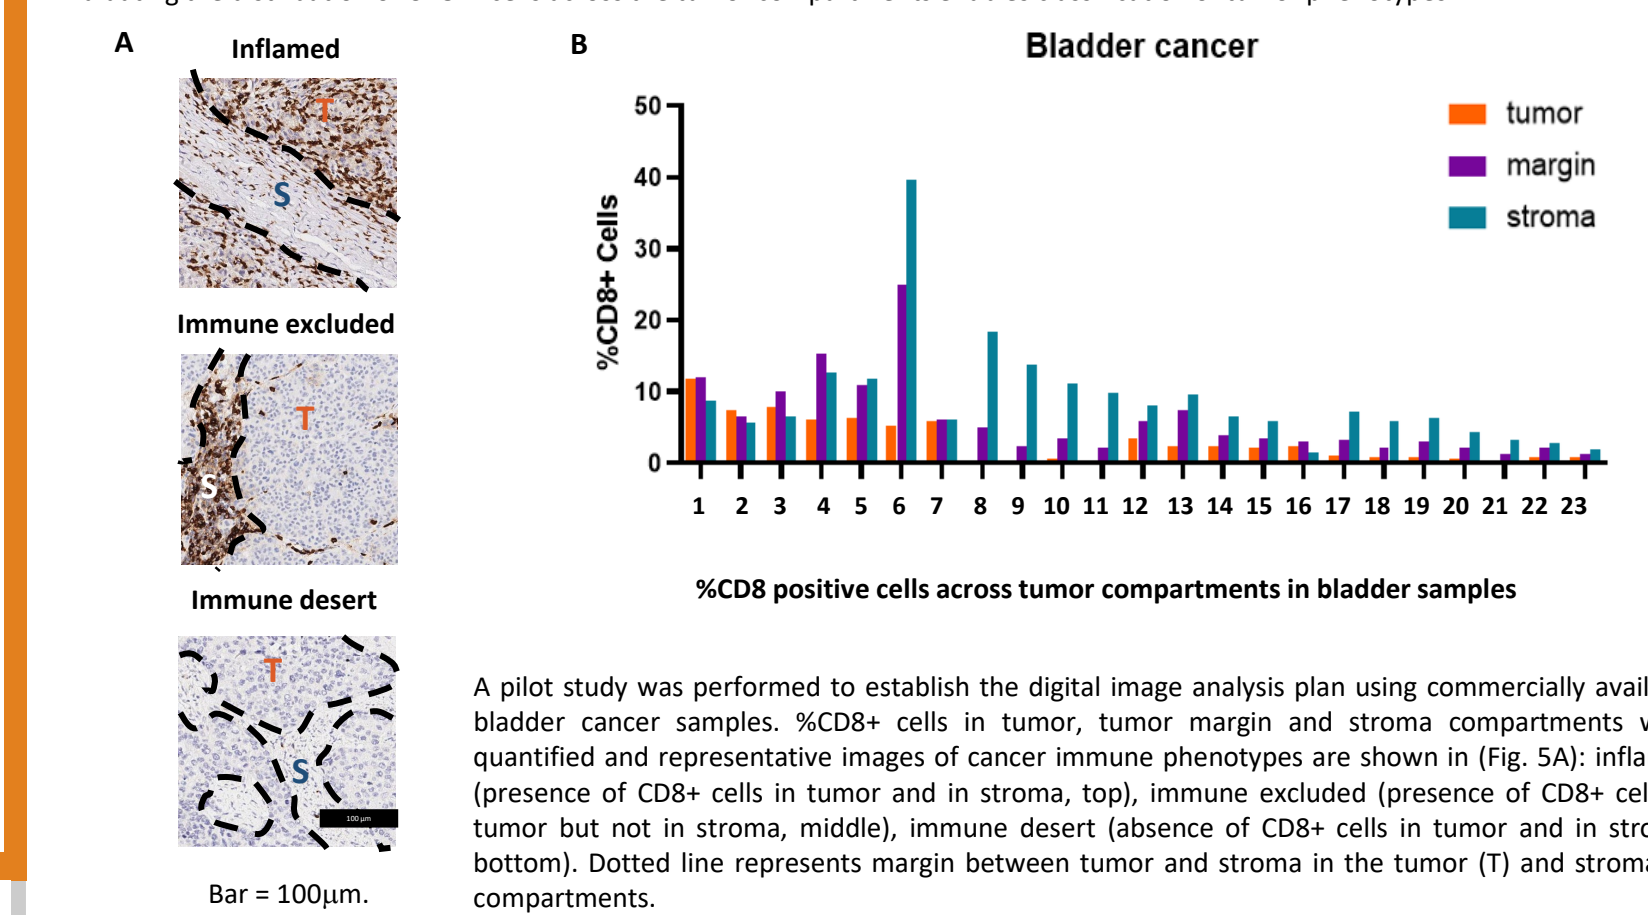 A
Inflamed
T
S
Immune excluded
T
S
Immune desert
T
S
100 μm
Bar = 100μm.
B
Bladder cancer
%CD8+ Cells
50
40
30
20
10
0
tumor
margin
stroma
1 2 3 4 5 6 7 8 9 10 11 12 13 14 15 16 17 18 19 20 21 22 23
%CD8 positive cells across tumor compartments in bladder samples
A pilot study was performed to establish the digital image analysis plan using commercially avail
bladder cancer samples. %CD8+ cells in tumor, tumor margin and stroma compartments
quantified and representative images of cancer immune phenotypes are shown in (Fig. 5A): infla
(presence of CD8+ cells in tumor and in stroma, top), immune excluded (presence of CD8+ cel
tumor but not in stroma, middle), immune desert (absence of CD8+ cells in tumor and in stro
bottom). Dotted line represents margin between tumor and stroma in the tumor (T) and stroma
compartments.